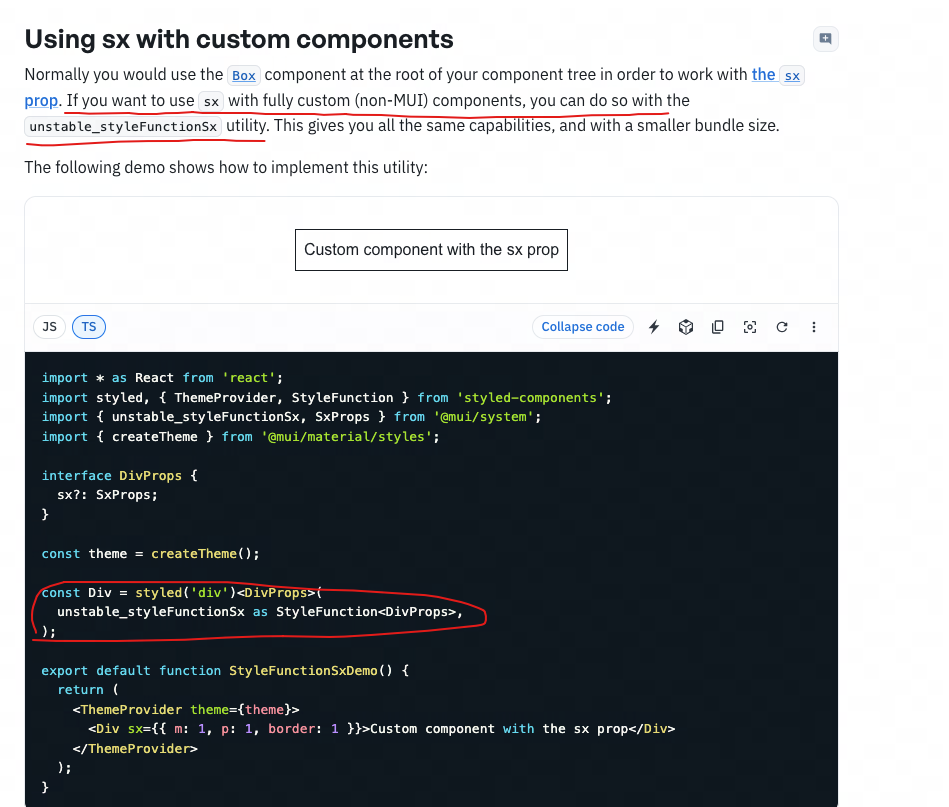 Using sx with custom components
Normally you would use the Box component at the root of your component tree in order to work with the sx
prop. If you want to use sx with fully custom (non-MUI) components, you can do so with the
unstable_styleFunctionSx utility. This gives you all the same capabilities, and with a smaller bundle size.
The following demo shows how to implement this utility:
Custom component with the sx prop
JS TS Collapse code
import * as React from 'react';
import styled, { ThemeProvider, StyleFunction } from 'styled-components';
import { unstable_styleFunctionSx, SxProps } from '@mui/system';
import { createTheme } from '@mui/material/styles';
interface DivProps {
  sx?: SxProps;
}
const theme = createTheme();
const Div = styled('div')<DivProps>(
  unstable_styleFunctionSx as StyleFunction<DivProps>,
);
export default function StyleFunctionSxDemo() {
  return (
    <ThemeProvider theme={theme}>
      <Div sx={{ m: 1, p: 1, border: 1 }}>Custom component with the sx prop</Div>
    </ThemeProvider>
  );
}